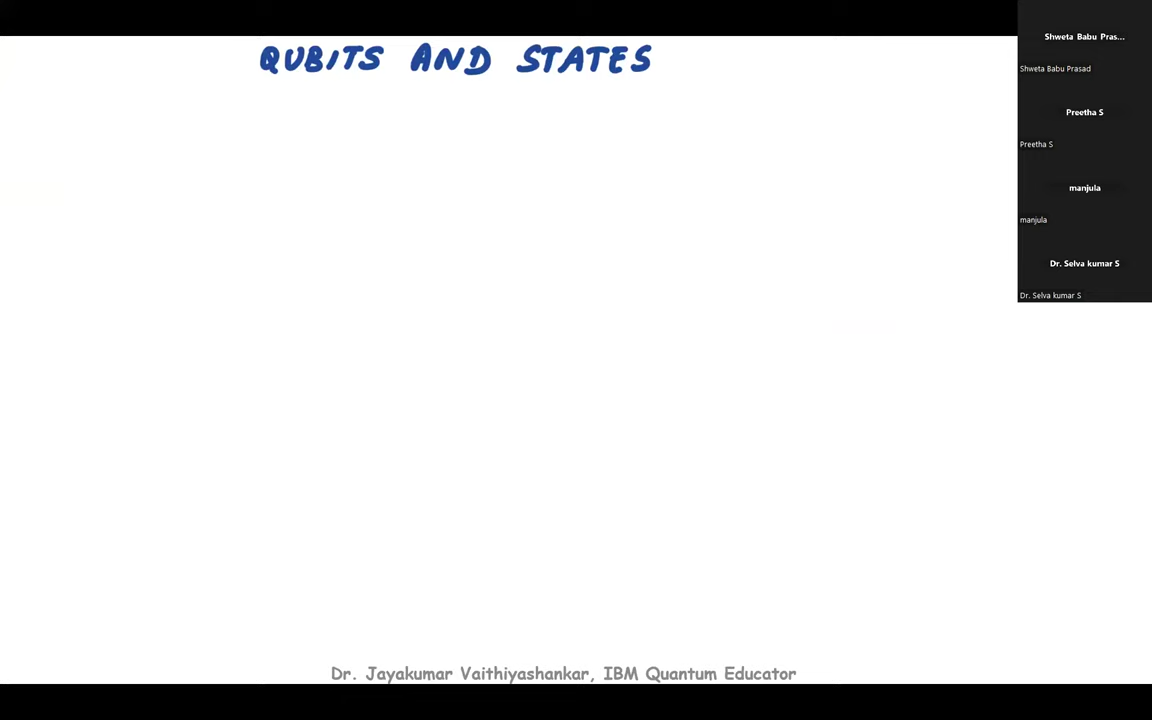 QUBITS AND STATES
Shweta Babu Pras...
Shweta Babu Prasad
Preetha S
Preetha S
manjula
manjula
Dr. Selva kumar S
Dr. Selva kumar S
Dr. Jayakumar Vaithiyashankar, IBM Quantum Educator